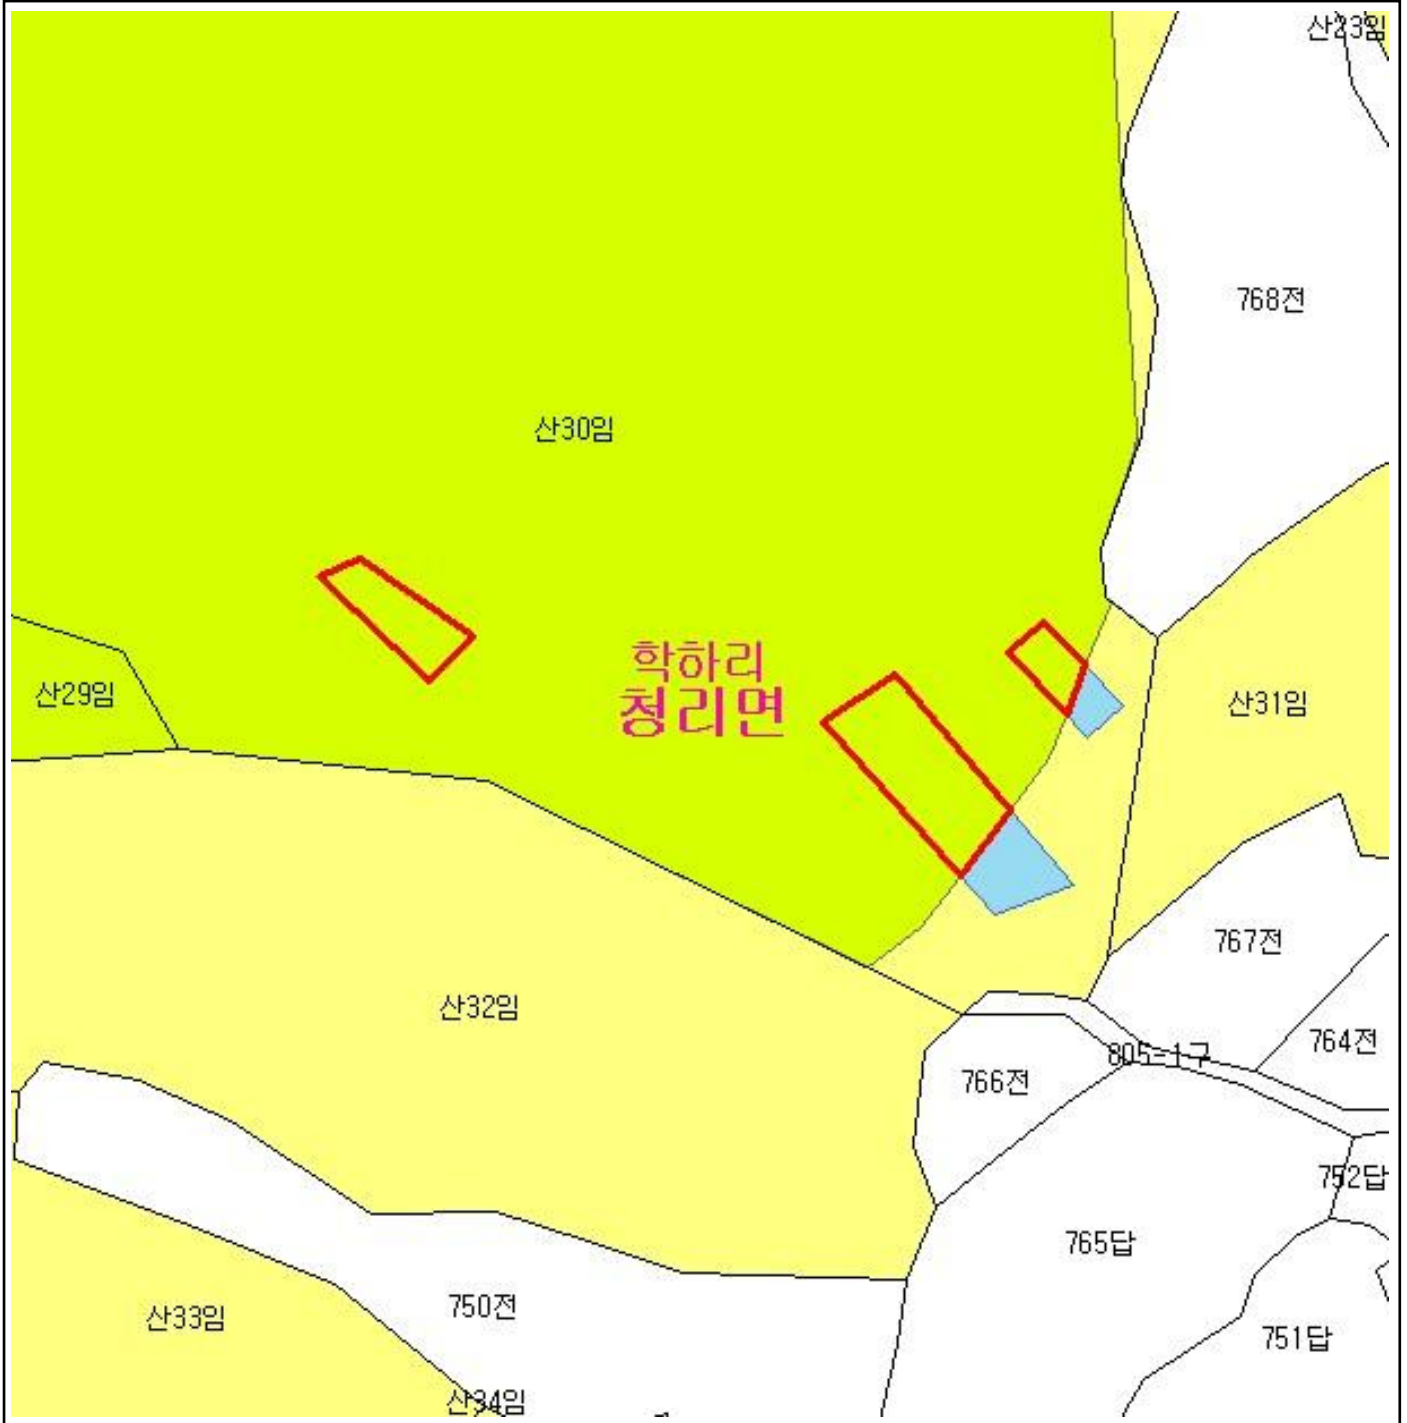 산23임
768전
산30임
학하리
청리면
산29임
산31임
767전
산32임
805-1구
764전
766전
752답
765답
750전
산33임
751답
산34임